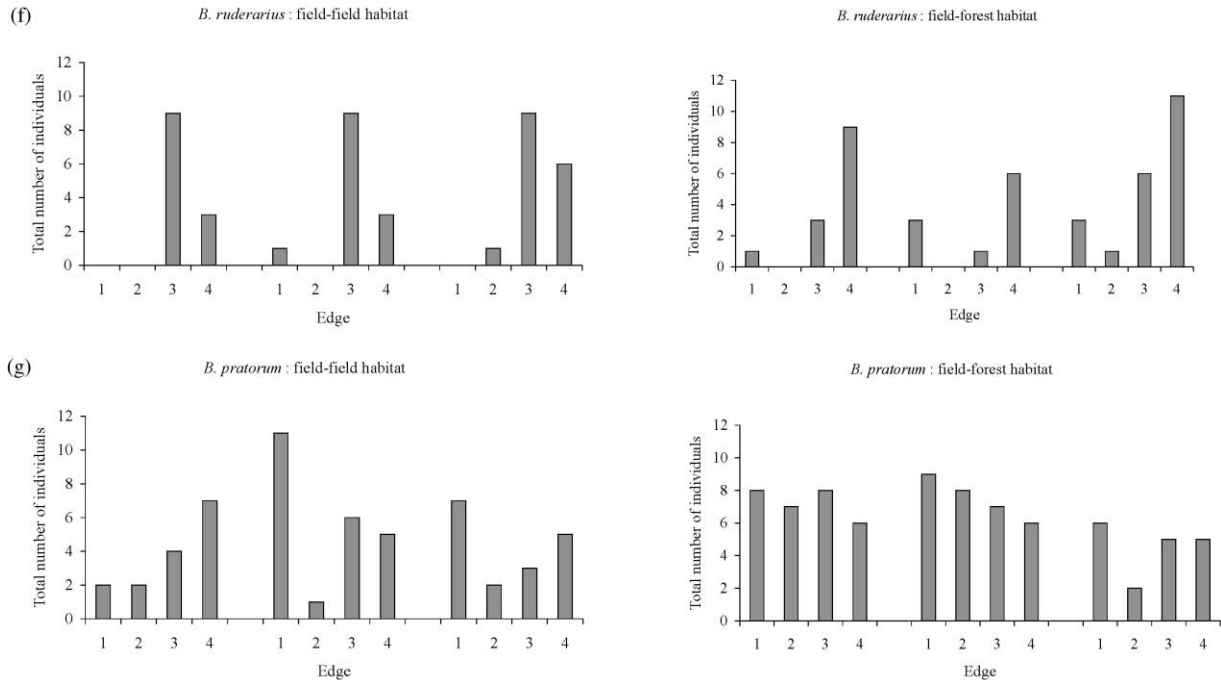 (f)
B. ruderarius : field-field habitat
Total number of individuals
12
10
8
6
4
2
0
1 2 3 4 1 2 3 4 1 2 3 4
Edge
B. ruderarius : field-forest habitat
Total number of individuals
12
10
8
6
4
2
0
1 2 3 4 1 2 3 4 1 2 3 4
Edge
(g)
B. pratorum : field-field habitat
Total number of individuals
12
10
8
6
4
2
0
1 2 3 4 1 2 3 4 1 2 3 4
Edge
B. pratorum : field-forest habitat
Total number of individuals
12
10
8
6
4
2
0
1 2 3 4 1 2 3 4 1 2 3 4
Edge